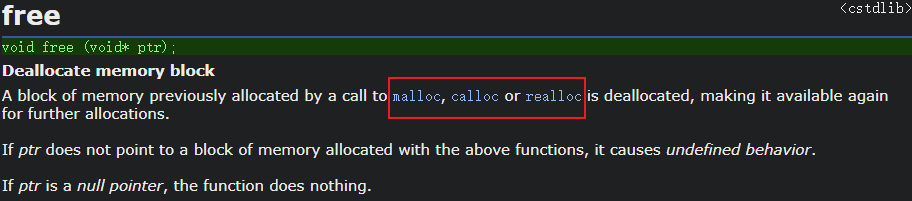 free
<cstdlib>
void free (void* ptr);
Deallocate memory block
A block of memory previously allocated by a call to malloc, calloc or realloc is deallocated, making it available again
for further allocations.
If ptr does not point to a block of memory allocated with the above functions, it causes undefined behavior.
If ptr is a null pointer, the function does nothing.